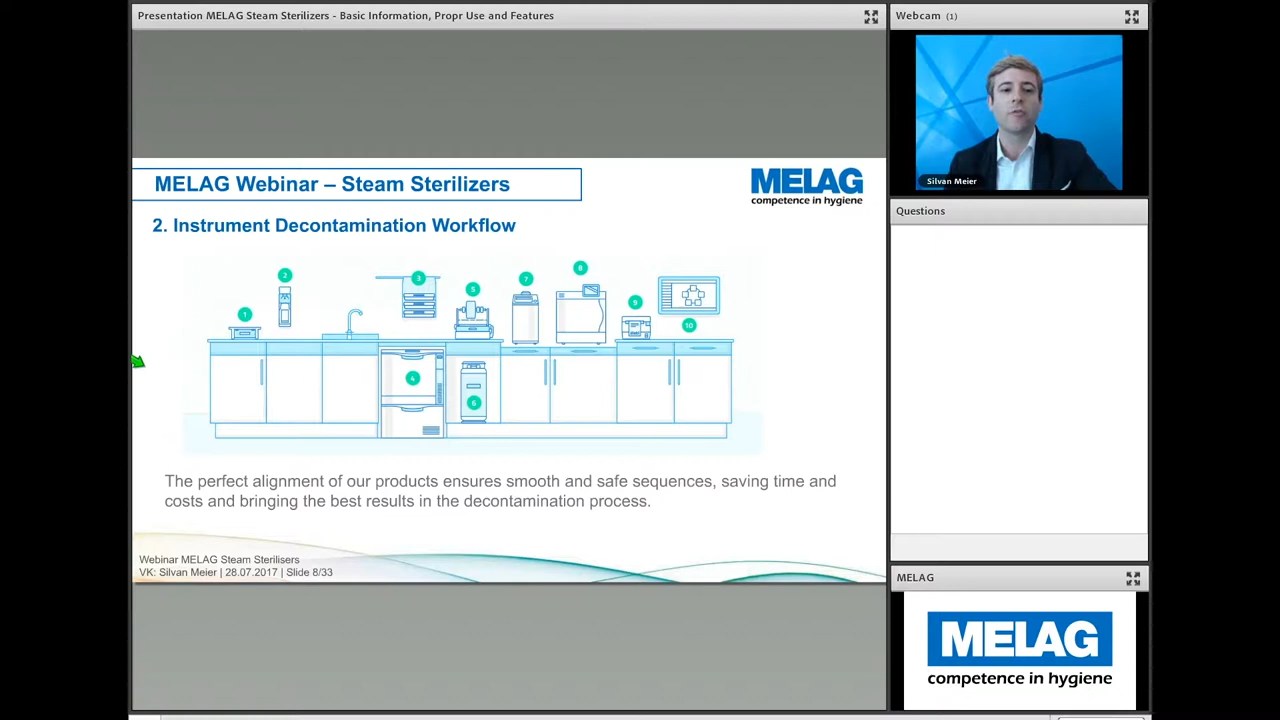 Presentation MELAG Steam Sterilizers - Basic Information, Propr Use and Features
Webcam (1)
Silvan Meier
Questions
MELAG Webinar – Steam Sterilizers
MELAG
competence in hygiene
2. Instrument Decontamination Workflow
1
2
3
4
5
6
7
8
9
10
The perfect alignment of our products ensures smooth and safe sequences, saving time and
costs and bringing the best results in the decontamination process.
Webinar MELAG Steam Sterilisers
VK: Silvan Meier | 28.07.2017 | Slide 8/33
MELAG
MELAG
competence in hygiene